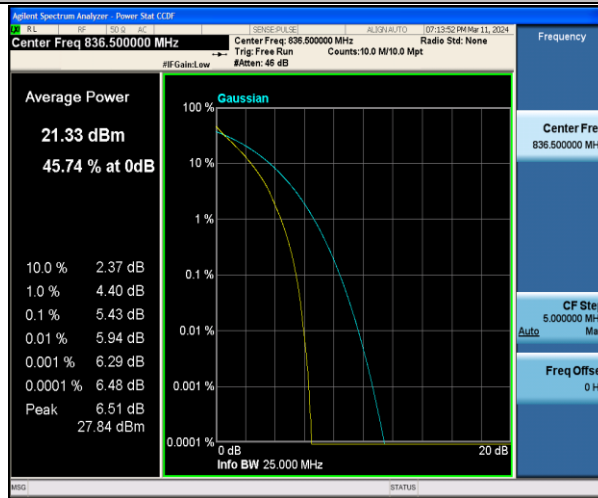 Agilent Spectrum Analyzer - Power Stat CCDF
RL RF 50 Ω AC SENSE:PULSE ALIGN AUTO 07:13:52 PM Mar 11, 2024
Center Freq 836.500000 MHz
Center Freq: 836.500000 MHz Radio Std: None
Trig: Free Run Counts:10.0 M/10.0 Mpt
#IFGain:Low #Atten: 46 dB
Frequency
Average Power
21.33 dBm
45.74 % at 0dB
10.0 % 2.37 dB
1.0 % 4.40 dB
0.1 % 5.43 dB
0.01 % 5.94 dB
0.001 % 6.29 dB
0.0001 % 6.48 dB
Peak 6.51 dB
27.84 dBm
100 % Gaussian
10 %
1 %
0.1 %
0.01 %
0.001 %
0.0001 %
0 dB 20 dB
Info BW 25.000 MHz
Center Fre
836.500000 MH
CF Ste
5.000000 MH
Auto Ma
Freq Offse
0 H
MSG STATUS